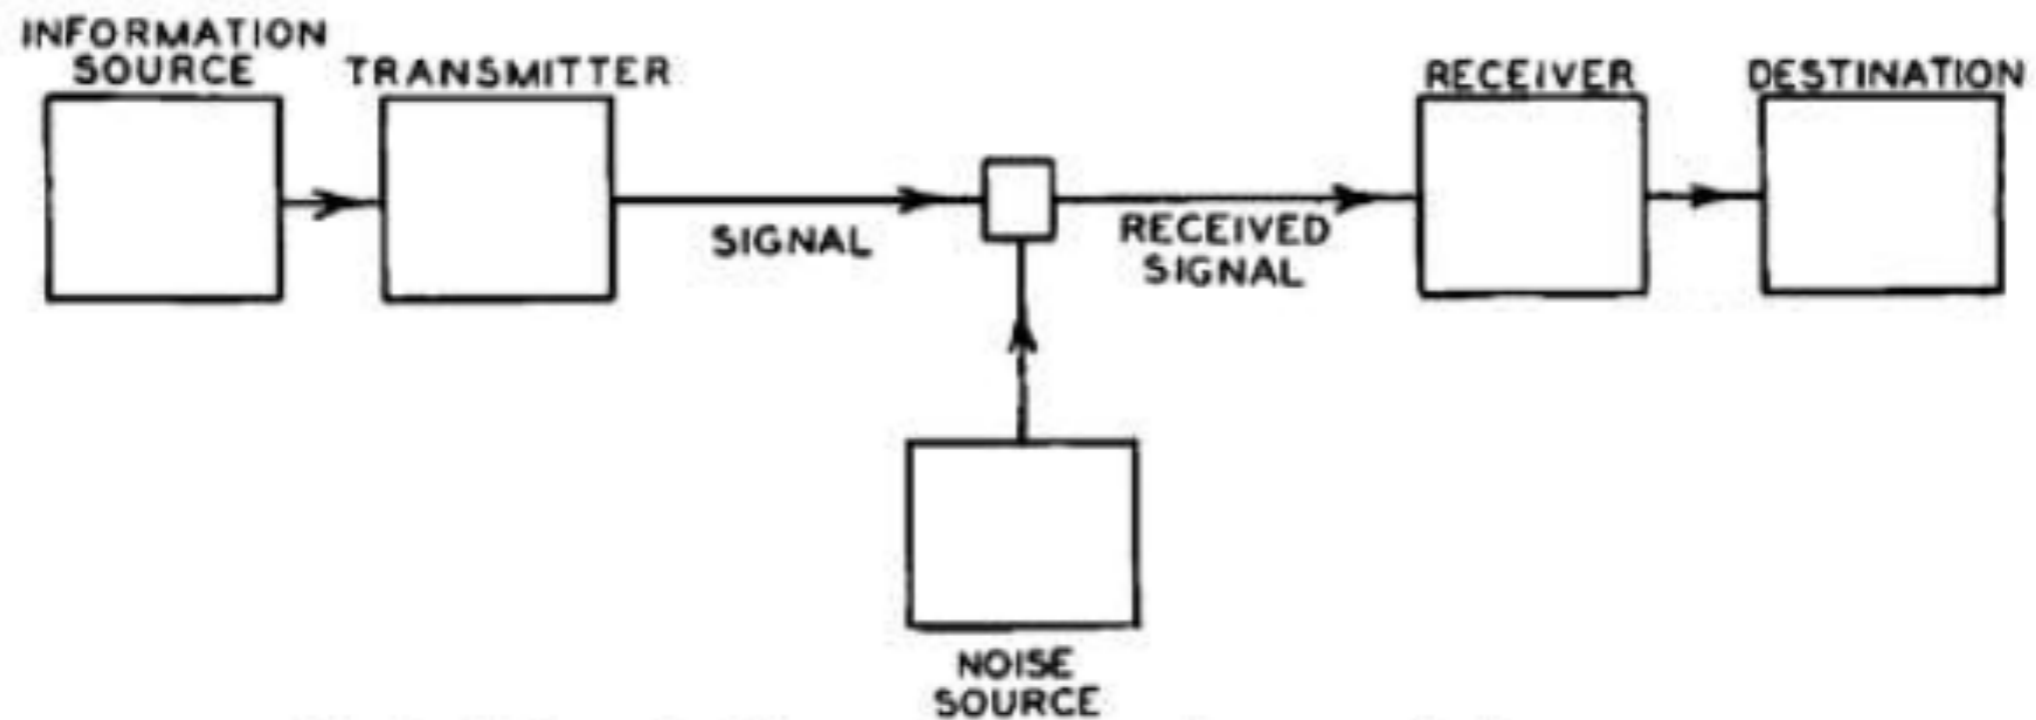 INFORMATION
SOURCE
TRANSMITTER
RECEIVER
DESTINATION
SIGNAL
RECEIVED
SIGNAL
NOISE
SOURCE